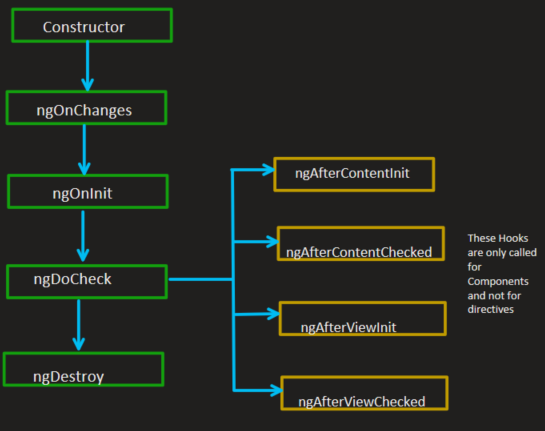 Constructor
ngOnChanges
ngOnInit
ngDoCheck
ngDestroy
ngAfterContentInit
ngAfterContentChecked
ngAfterViewInit
ngAfterViewChecked
These Hooks
are only called
for
Components
and not for
directives